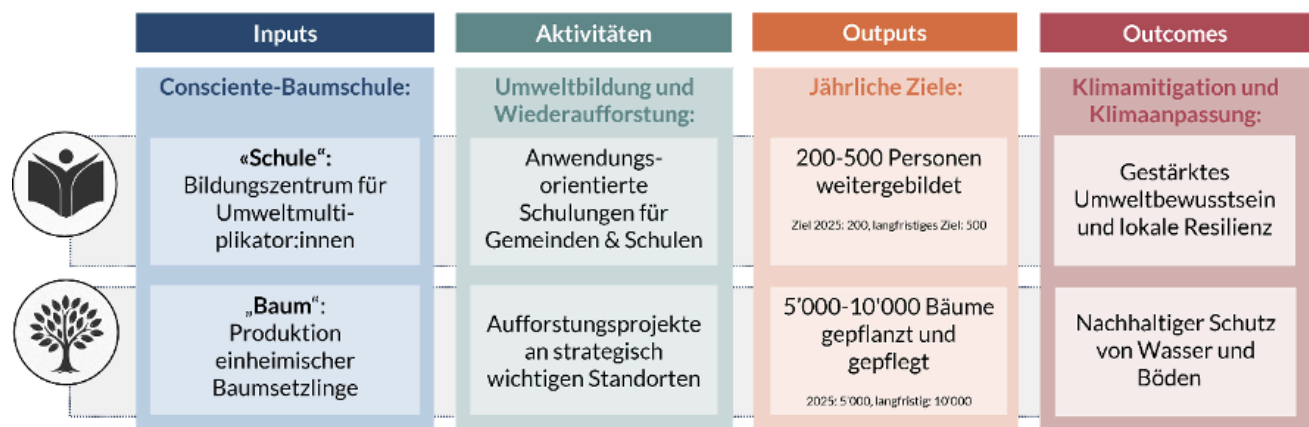 Inputs
Aktivitäten
Outputs
Outcomes
Consciente-Baumschule:
Umweltbildung und
Wiederaufforstung:
Jährliche Ziele:
Klimamitigation und
Klimaanpassung:
«Schule“:
Bildungszentrum für
Umweltmulti-
plikator:innen
Anwendungs-
orientierte
Schulungen für
Gemeinden & Schulen
200-500 Personen
weitergebildet
Ziel 2025: 200, langfristiges Ziel: 500
Gestärktes
Umweltbewusstsein
und lokale Resilienz
„Baum“:
Produktion
einheimischer
Baumsetzlinge
Aufforstungsprojekte
an strategisch
wichtigen Standorten
5’000-10'000 Bäume
gepflanzt und
gepflegt
2025: 5'000, langfristig: 10'000
Nachhaltiger Schutz
von Wasser und
Böden